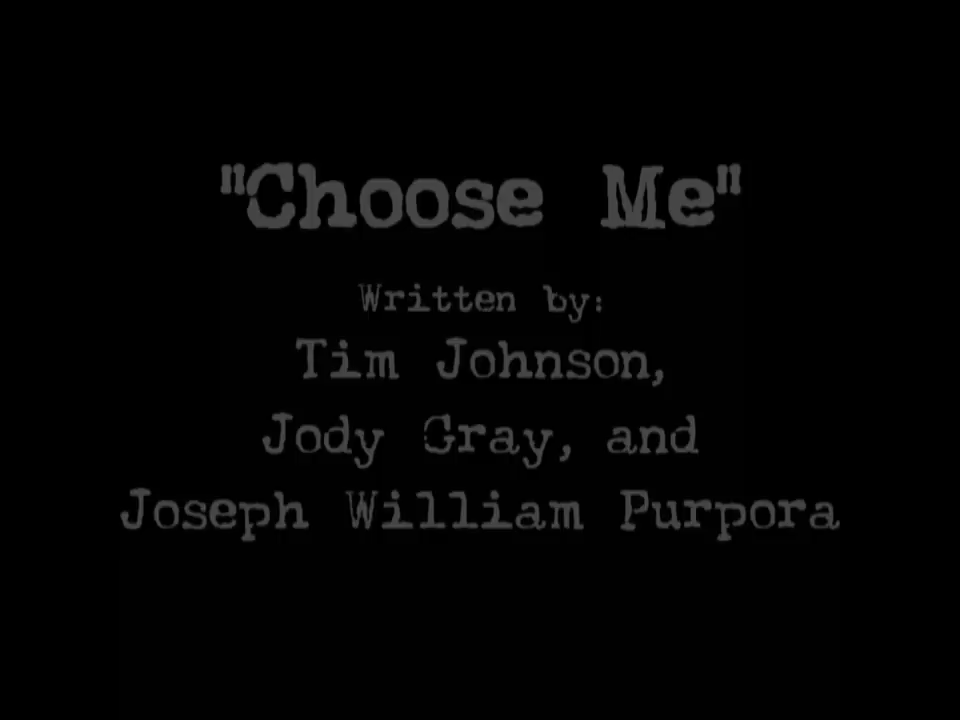 "Choose Me"
Written by:
Tim Johnson,
Jody Gray, and
Joseph William Purpora